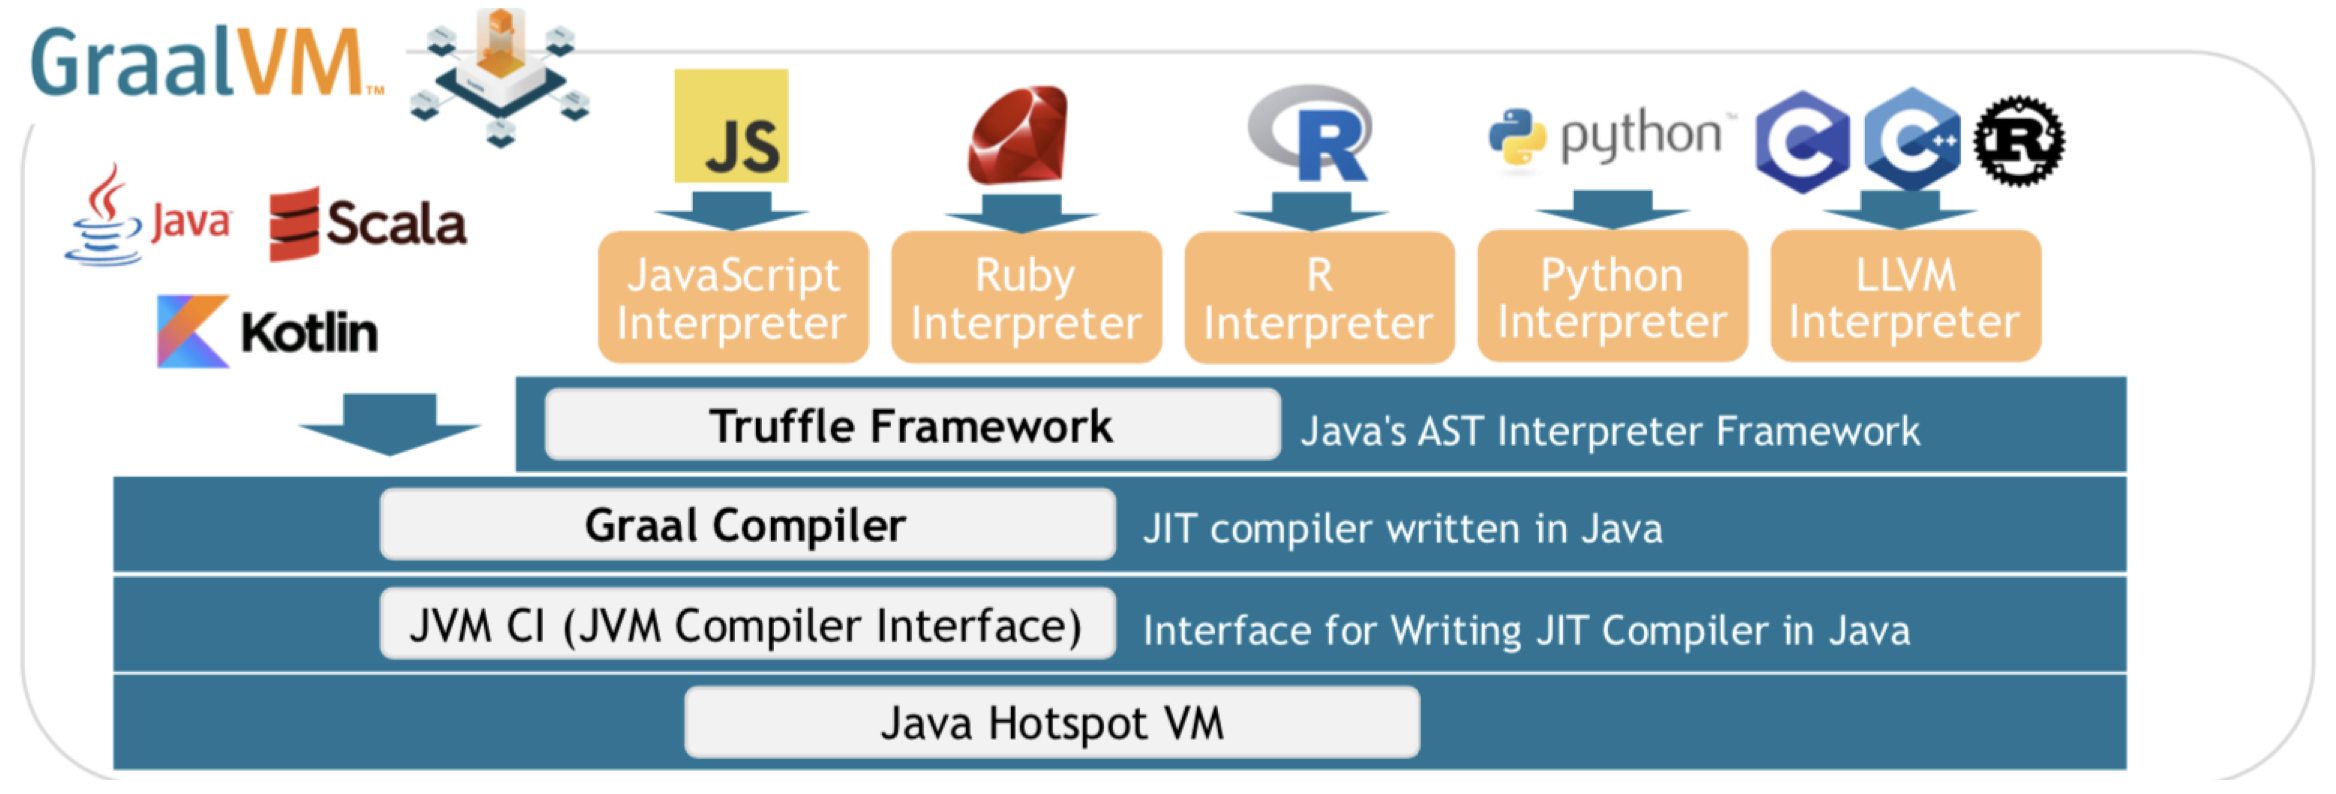 GraalVM™
JS
R
python™
C
C++
R
Java™
Scala
Kotlin
JavaScript
Interpreter
Ruby
Interpreter
R
Interpreter
Python
Interpreter
LLVM
Interpreter
Truffle Framework Java's AST Interpreter Framework
Graal Compiler JIT compiler written in Java
JVM CI (JVM Compiler Interface) Interface for Writing JIT Compiler in Java
Java Hotspot VM